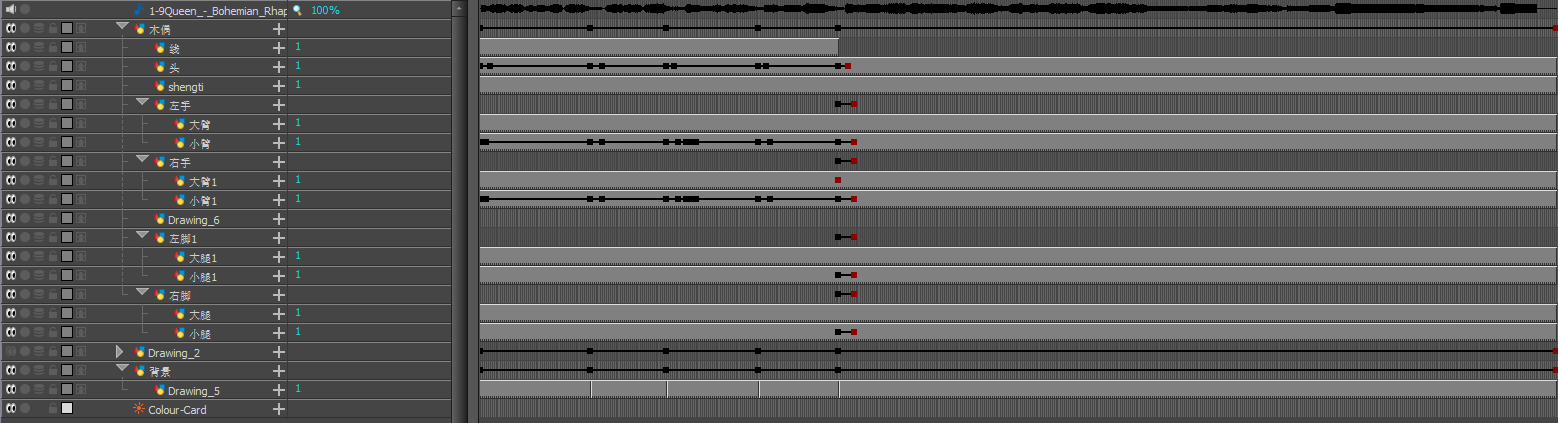 1-9Queen_-_Bohemian_Rhap 100%
木偶
线 1
头 1
shengti 1
左手
大臂 1
小臂 1
右手
大臂1 1
小臂1 1
Drawing_6
左脚1
大腿1 1
小腿1 1
右脚
大腿 1
小腿 1
Drawing_2
背景
Drawing_5 1
Colour-Card